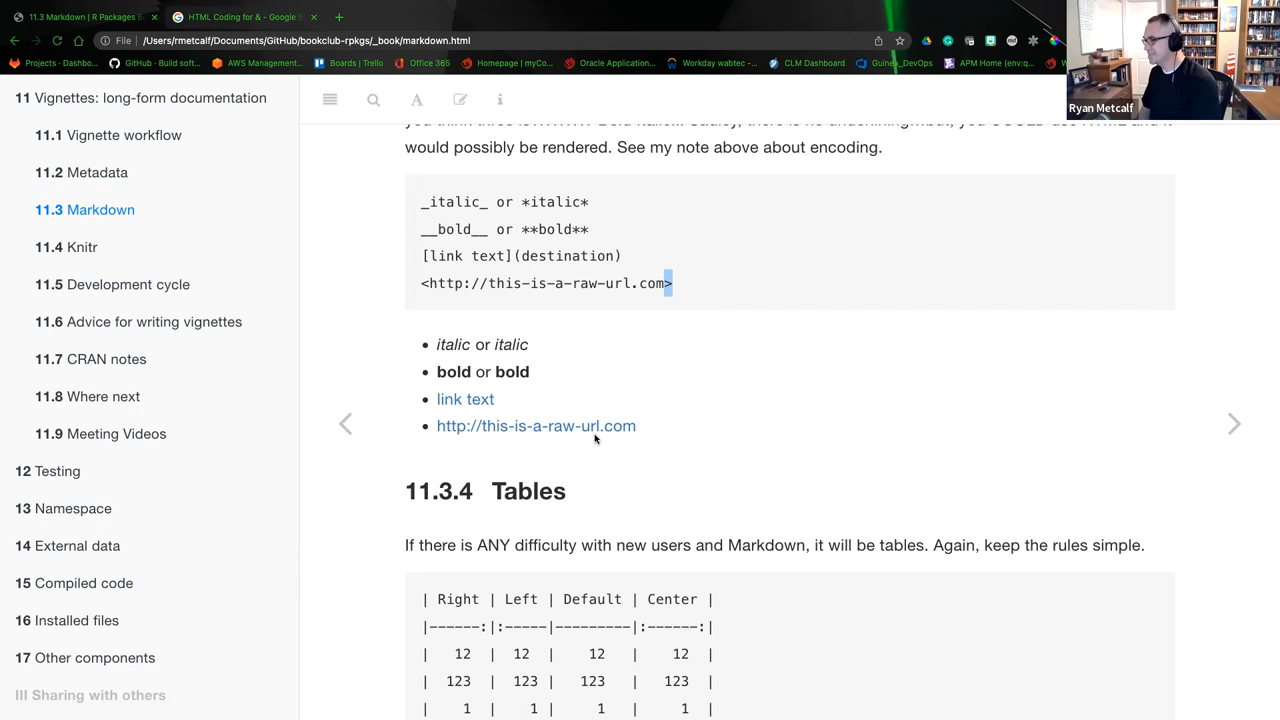 11.3 Markdown | R Packages B
HTML Coding for & - Google S
File
/Users/rmetcalf/Documents/GitHub/bookclub-rpkgs/_book/markdown.html
Projects - Dashbo...
GitHub - Build soft...
AWS Management...
Boards | Trello
Office 365
Homepage | myCo...
Oracle Application...
Workday wabtec -...
CLM Dashboard
Guinea_DevOps
APM Home (env:q...
Ryan Metcalf
11 Vignettes: long-form documentation
11.1 Vignette workflow
11.2 Metadata
11.3 Markdown
11.4 Knitr
11.5 Development cycle
11.6 Advice for writing vignettes
11.7 CRAN notes
11.8 Where next
11.9 Meeting Videos
12 Testing
13 Namespace
14 External data
15 Compiled code
16 Installed files
17 Other components
III Sharing with others
would possibly be rendered. See my note above about encoding.
_italic_ or *italic*
__bold__ or **bold**
[link text](destination)
<http://this-is-a-raw-url.com>
• italic or italic
• bold or bold
• link text
• http://this-is-a-raw-url.com
11.3.4 Tables
If there is ANY difficulty with new users and Markdown, it will be tables. Again, keep the rules simple.
| Right | Left | Default | Center |
|------:|:-----|---------|:------:|
| 12 | 12 | 12 | 12 |
| 123 | 123 | 123 | 123 |
| 1 | 1 | 1 | 1 |